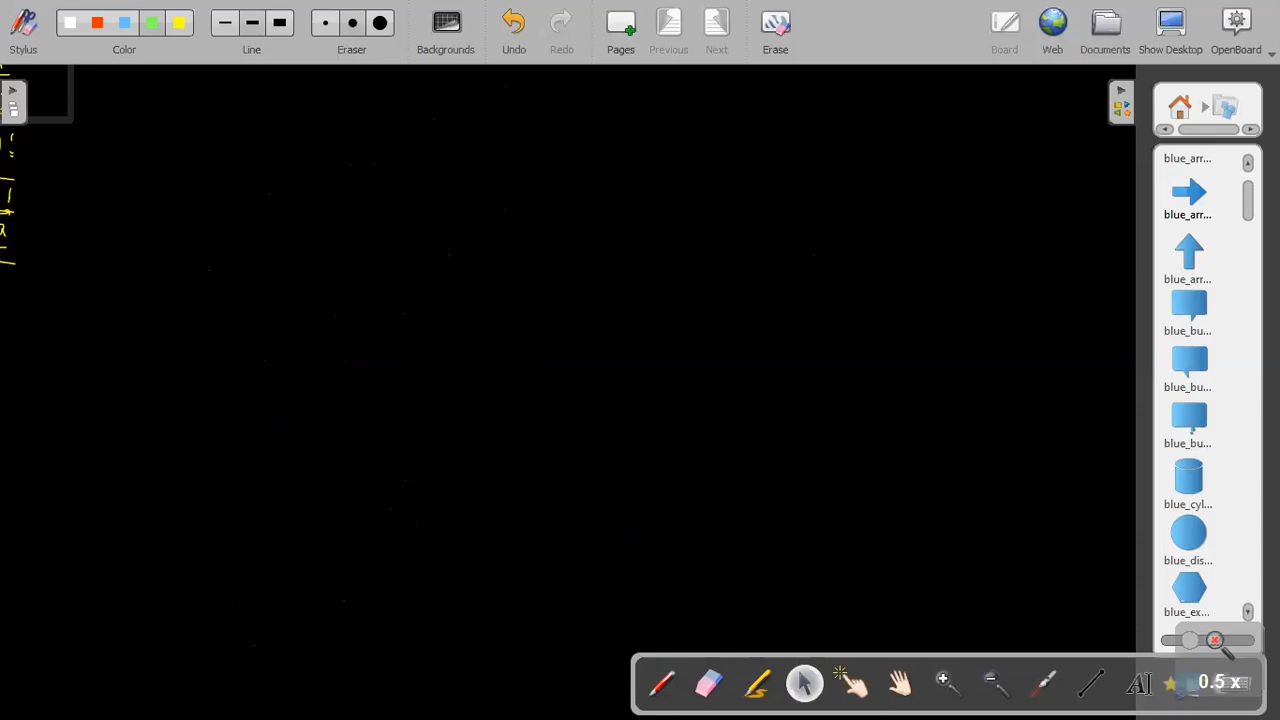 Stylus Color Line Eraser Backgrounds Undo Redo Pages Previous Next Erase Board Web Documents Show Desktop OpenBoard
blue_arr...
blue_arr...
blue_arr...
blue_bu...
blue_bu...
blue_bu...
blue_cyl...
blue_dis...
blue_ex...
AI
0.5 x